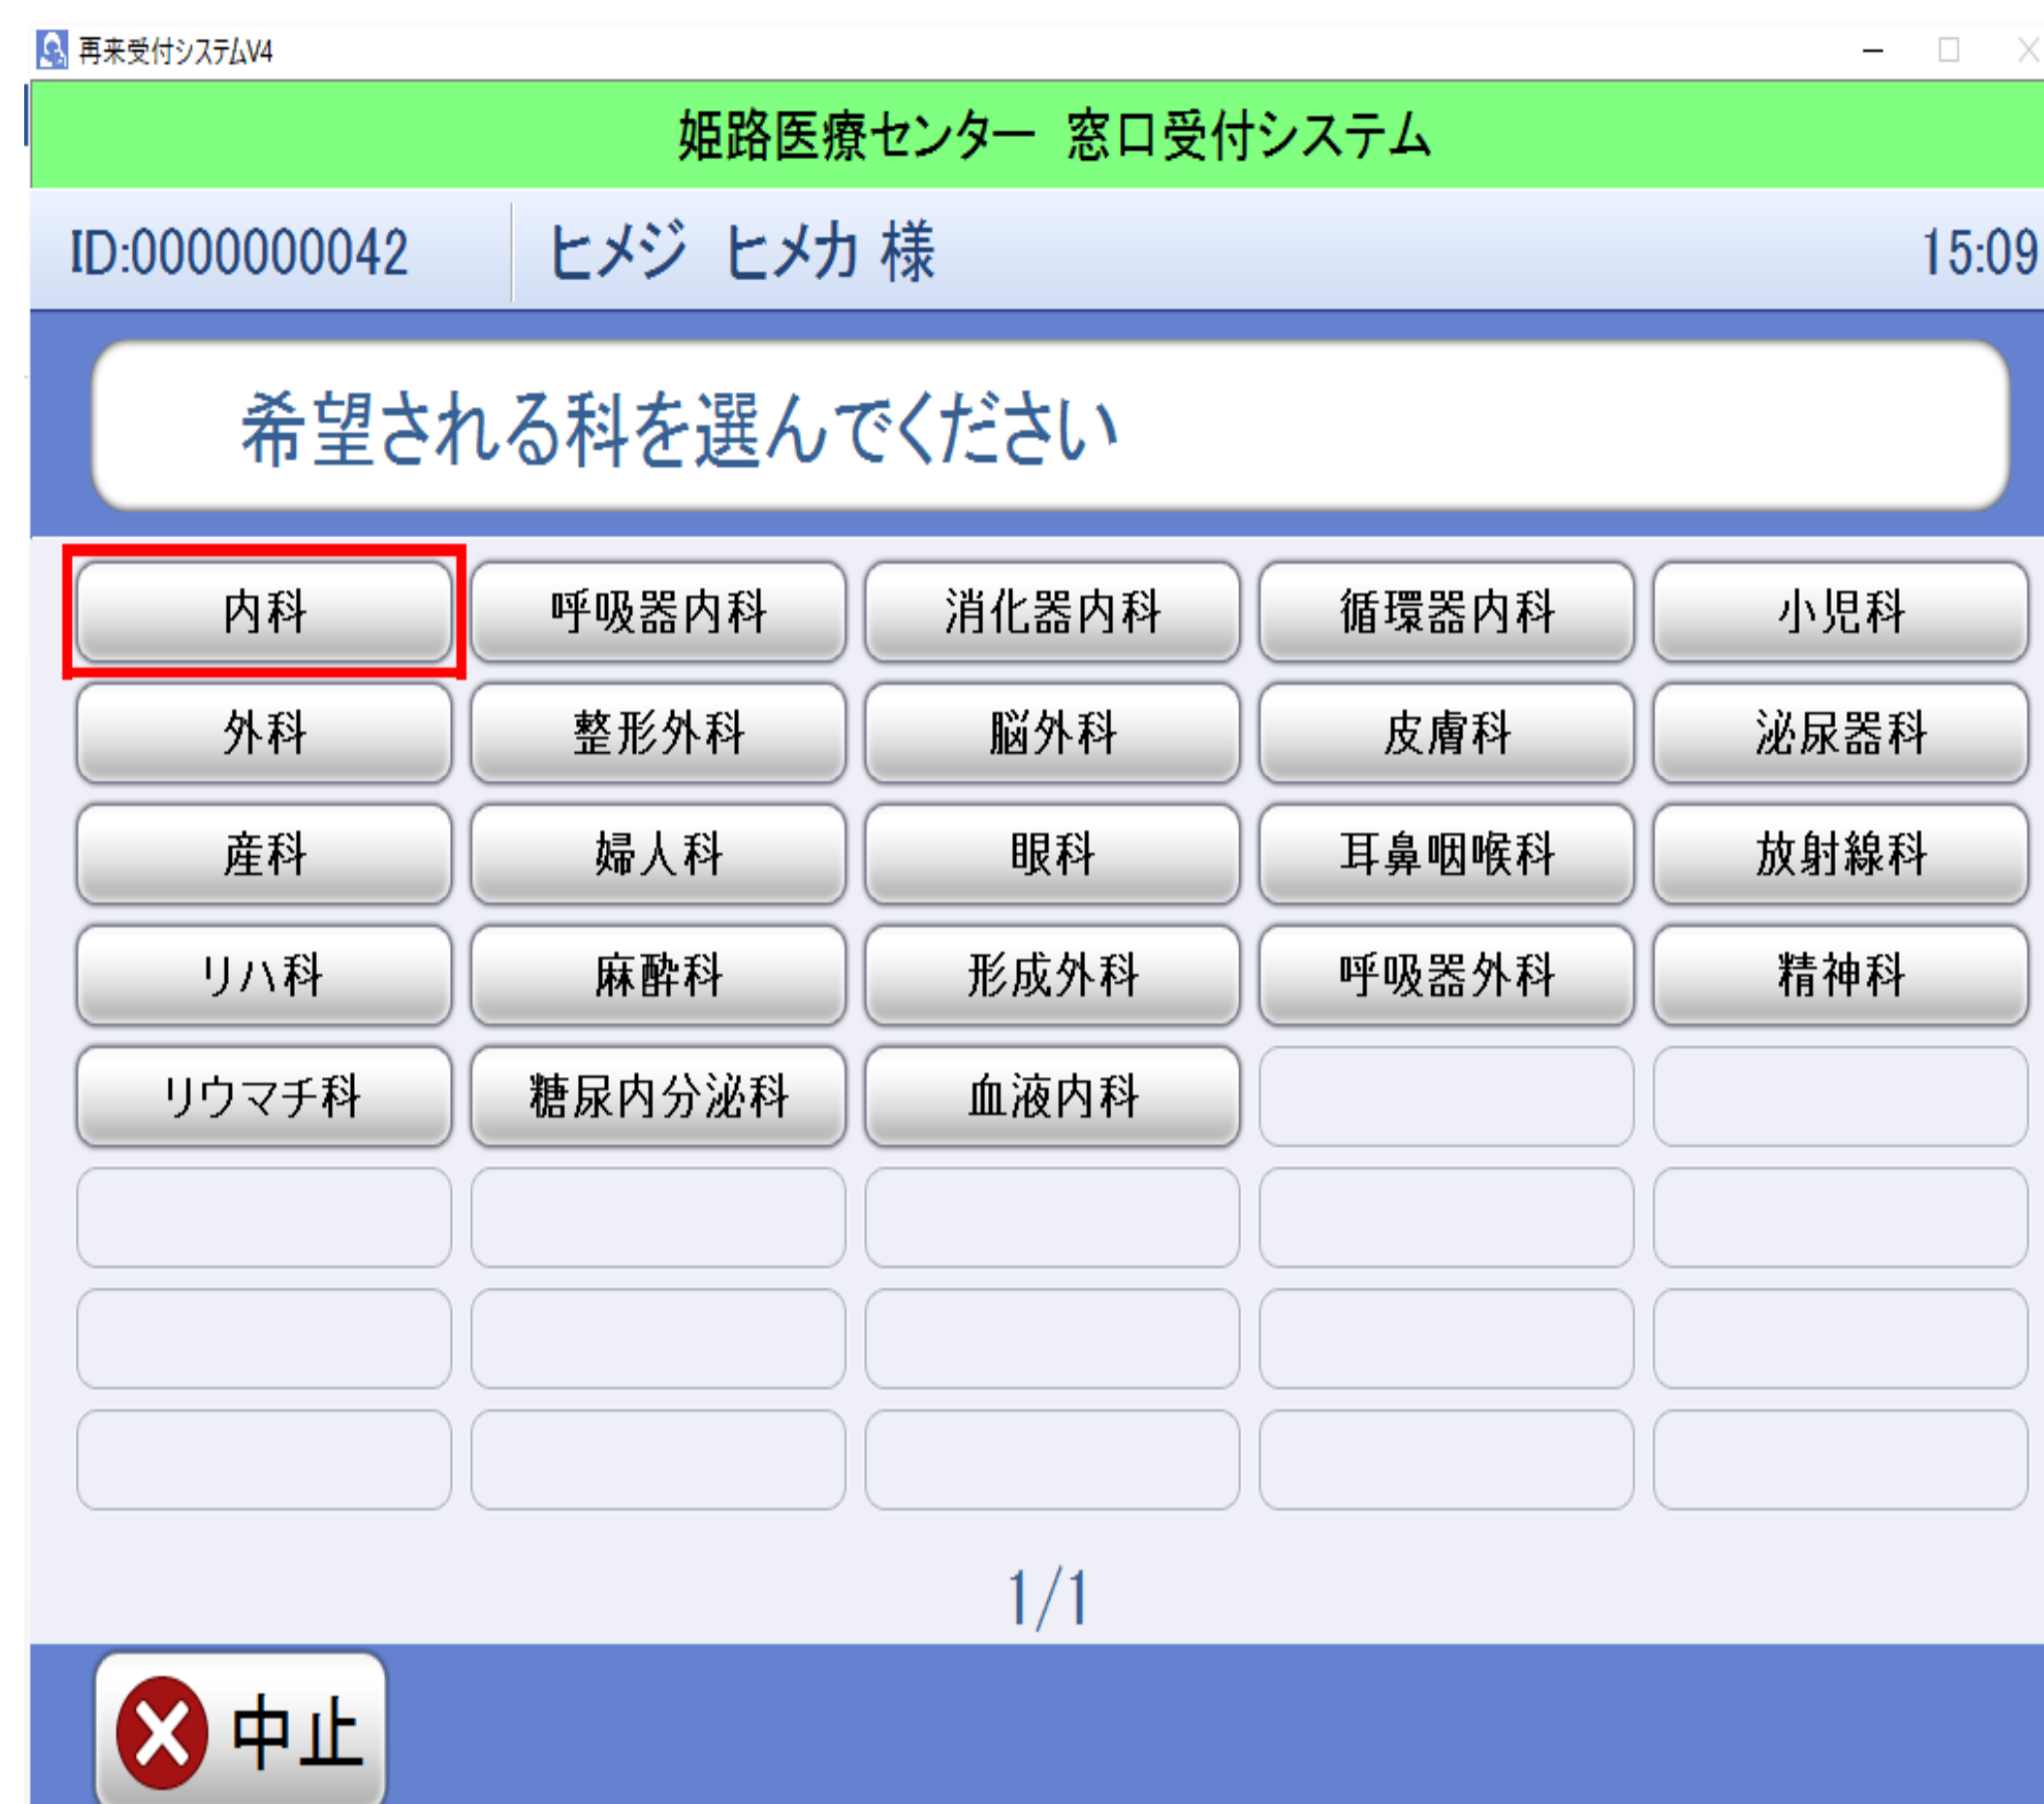 再来受付システムV4
姫路医療センター 窓口受付システム
ID:0000000042 ヒメジ ヒメカ 様 15:09
希望される科を選んでください
内科 呼吸器内科 消化器内科 循環器内科 小児科
外科 整形外科 脳外科 皮膚科 泌尿器科
産科 婦人科 眼科 耳鼻咽喉科 放射線科
リハ科 麻酔科 形成外科 呼吸器外科 精神科
リウマチ科 糖尿内分泌科 血液内科
1/1
中止